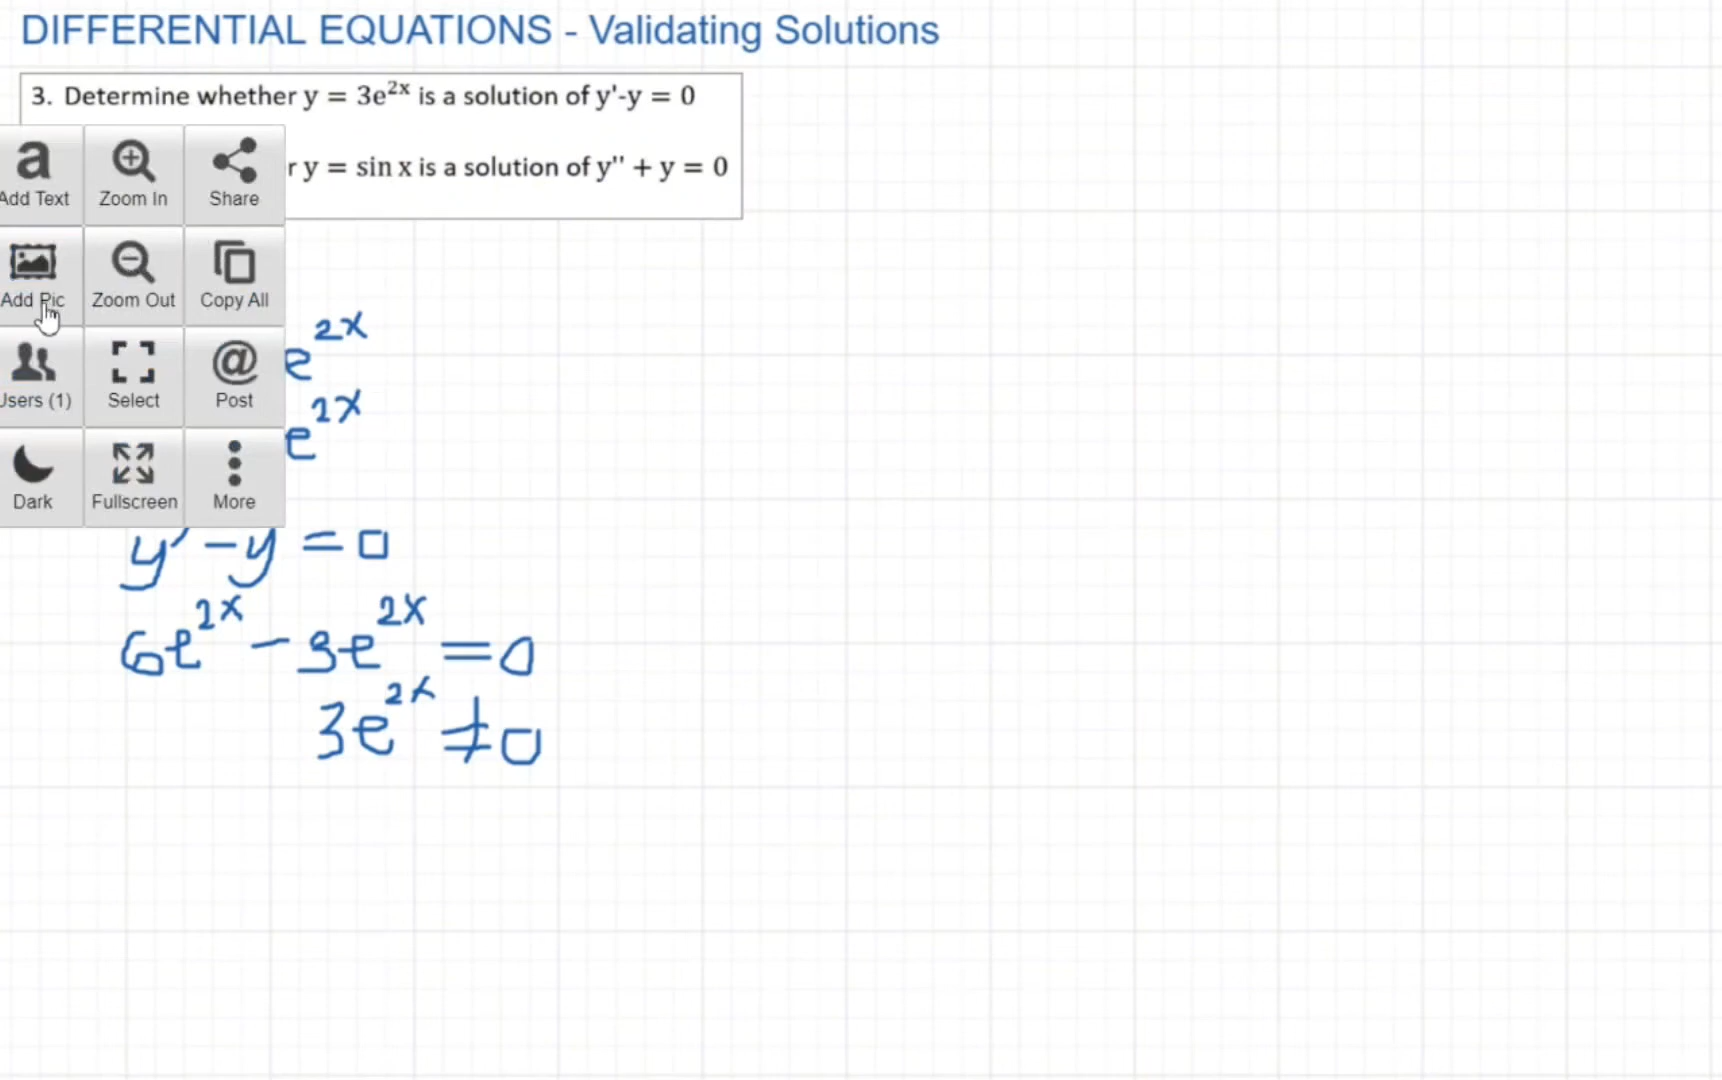 DIFFERENTIAL EQUATIONS - Validating Solutions
3. Determine whether y = 3e^{2x} is a solution of y'-y = 0
r y = sin x is a solution of y'' + y = 0
a
Add Text Zoom In Share
Add Pic Zoom Out Copy All
@
Users (1) Select Post
Dark Fullscreen More
e^{2x}
e^{2x}
y' - y = 0
6e^{2x} - 3e^{2x} = 0
3e^{2x} ≠ 0